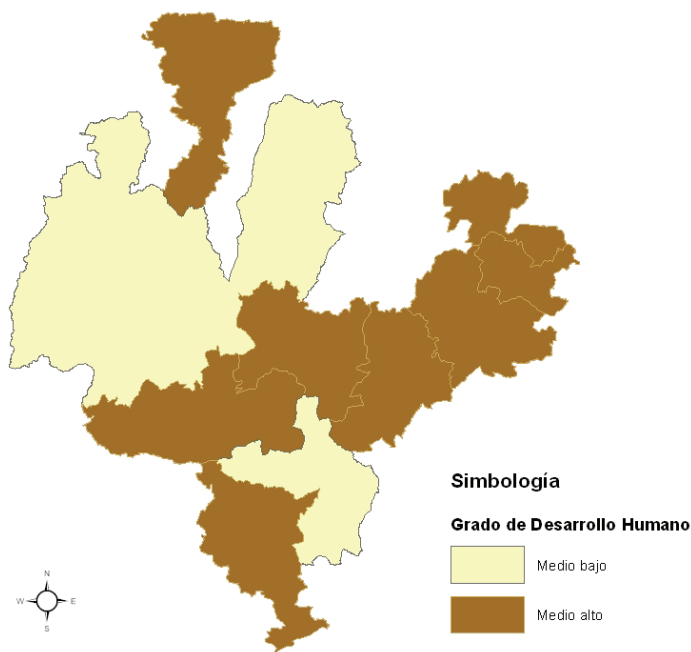 Simbología
Grado de Desarrollo Humano
Medio bajo
Medio alto
N
W E
S